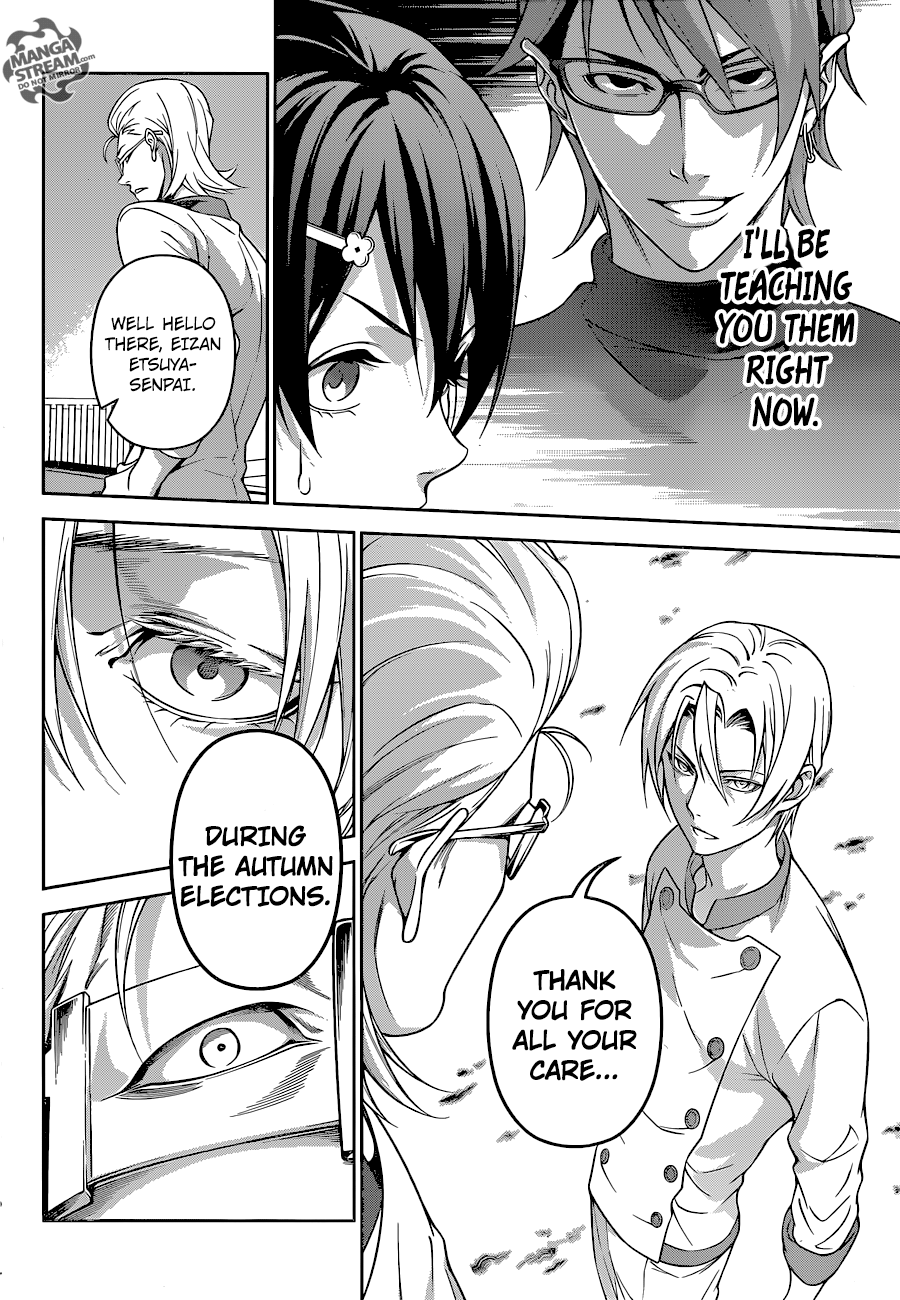 MANGA
STREAM.com
DO NOT MIRROR!
I'LL BE
TEACHING
YOU THEM
RIGHT
NOW.
WELL HELLO
THERE, EIZAN
ETSUYA-
SENPAI.
THANK
YOU FOR
ALL YOUR
CARE...
DURING
THE AUTUMN
ELECTIONS.